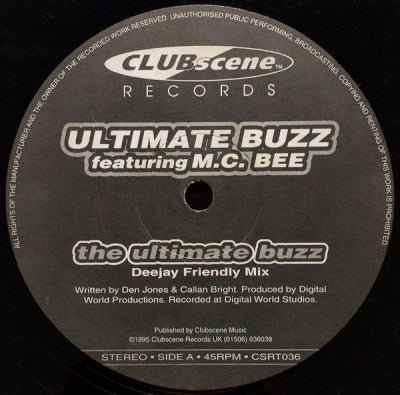 ALL RIGHTS OF THE MANUFACTURER AND THE OWNER OF THE RECORDED WORK RESERVED. UNAUTHORISED PUBLIC PERFORMING, BROADCASTING, COPYING AND RENTING OF THIS WORK IS PROHIBITED
CLUBscene™
RECORDS
ULTIMATE BUZZ
featuring M.C. BEE
the ultimate buzz
Deejay Friendly Mix
Written by Den Jones & Callan Bright. Produced by Digital
World Productions. Recorded at Digital World Studios.
Published by Clubscene Music
©1995 Clubscene Records UK (01506) 636038
STEREO • SIDE A • 45RPM • CSRT036